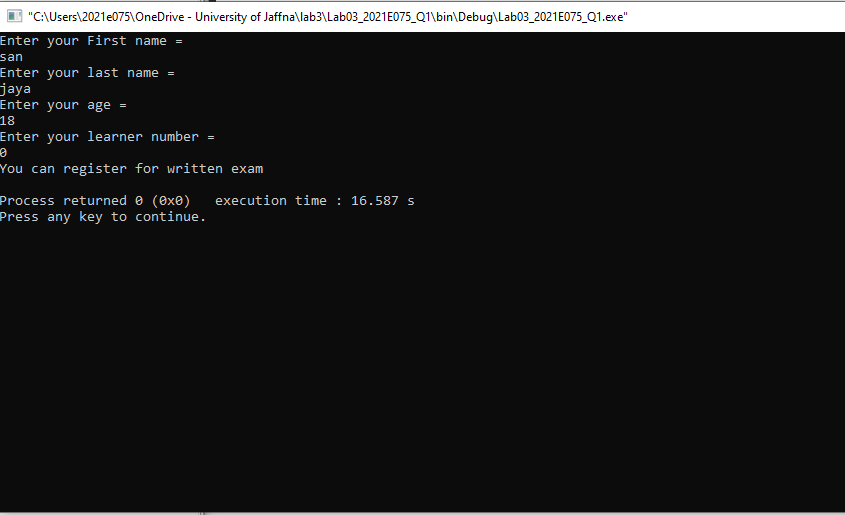 "C:\Users\2021e075\OneDrive - University of Jaffna\lab3\Lab03_2021E075_Q1\bin\Debug\Lab03_2021E075_Q1.exe"
Enter your First name =
san
Enter your last name =
jaya
Enter your age =
18
Enter your learner number =
0
You can register for written exam
Process returned 0 (0x0)   execution time : 16.587 s
Press any key to continue.